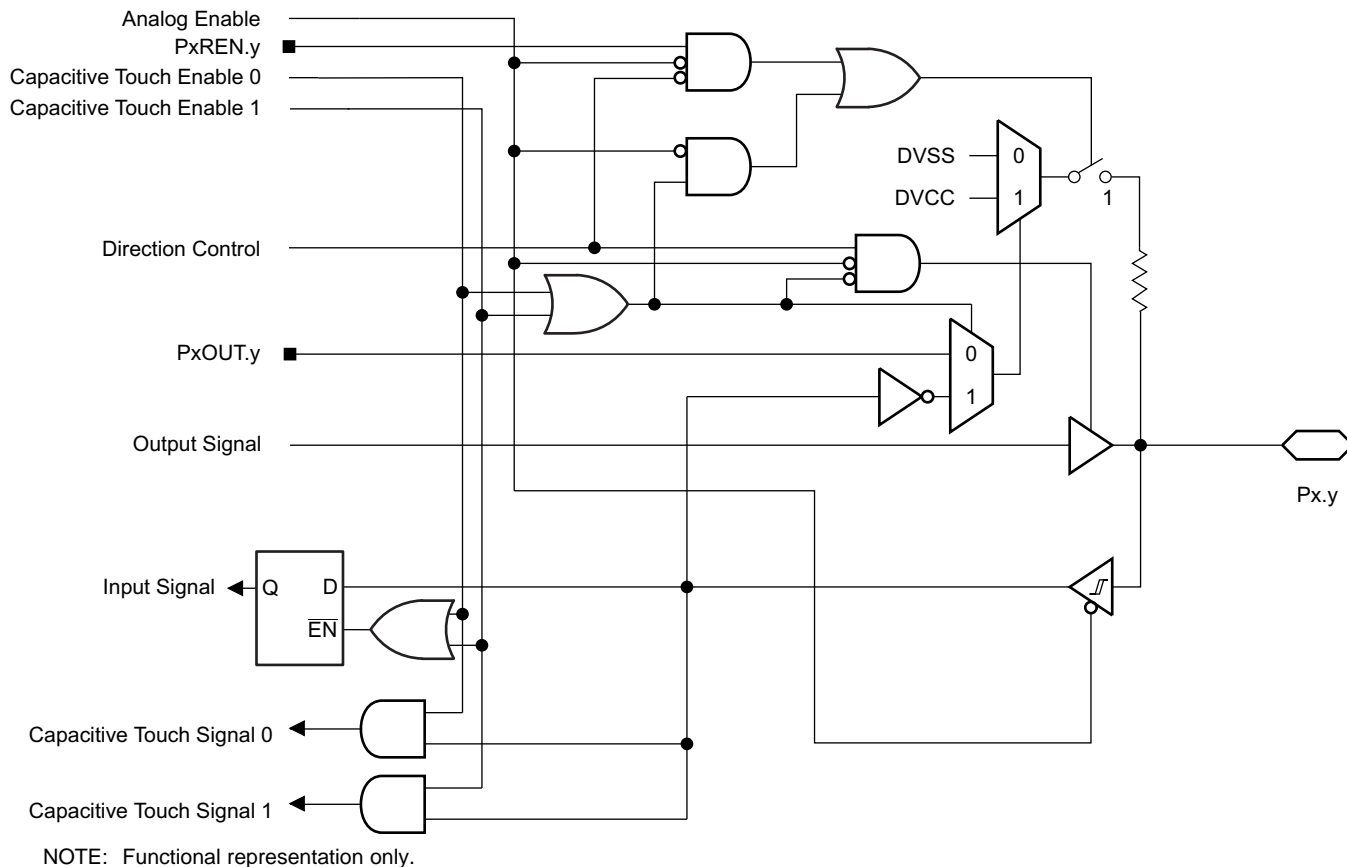 Analog Enable
PxREN.y
Capacitive Touch Enable 0
Capacitive Touch Enable 1
DVSS
0
DVCC
1
1
Direction Control
PxOUT.y
0
1
Output Signal
Px.y
Input Signal
Q
D
EN
Capacitive Touch Signal 0
Capacitive Touch Signal 1
NOTE: Functional representation only.